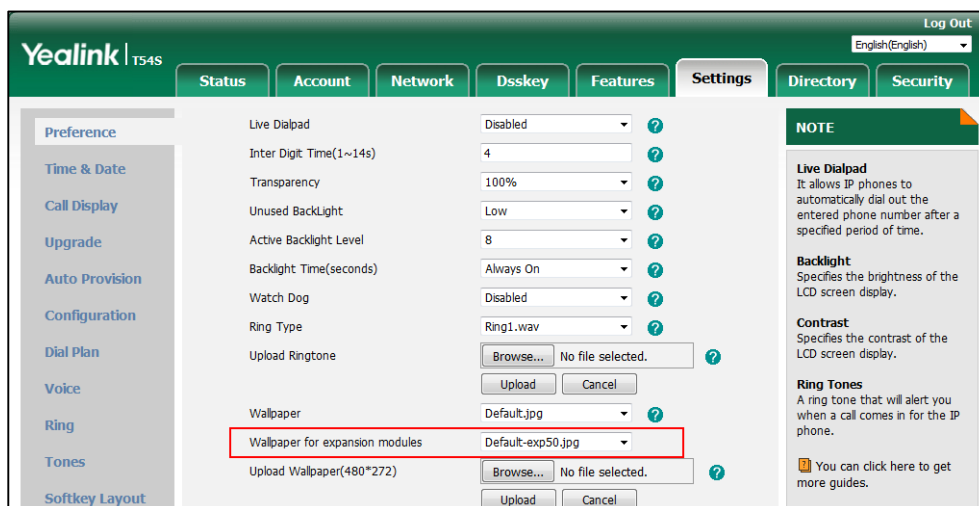 Log Out
Yealink T54S
English(English)
Status Account Network Dsskey Features Settings Directory Security
Preference
Time & Date
Call Display
Upgrade
Auto Provision
Configuration
Dial Plan
Voice
Ring
Tones
Softkey Layout
Live Dialpad Disabled
Inter Digit Time(1~14s) 4
Transparency 100%
Unused BackLight Low
Active Backlight Level 8
Backlight Time(seconds) Always On
Watch Dog Disabled
Ring Type Ring1.wav
Upload Ringtone Browse... No file selected.
Upload Cancel
Wallpaper Default.jpg
Wallpaper for expansion modules Default-exp50.jpg
Upload Wallpaper(480*272) Browse... No file selected.
Upload Cancel
NOTE
Live Dialpad
It allows IP phones to
automatically dial out the
entered phone number after a
specified period of time.
Backlight
Specifies the brightness of the
LCD screen display.
Contrast
Specifies the contrast of the
LCD screen display.
Ring Tones
A ring tone that will alert you
when a call comes in for the IP
phone.
You can click here to get
more guides.